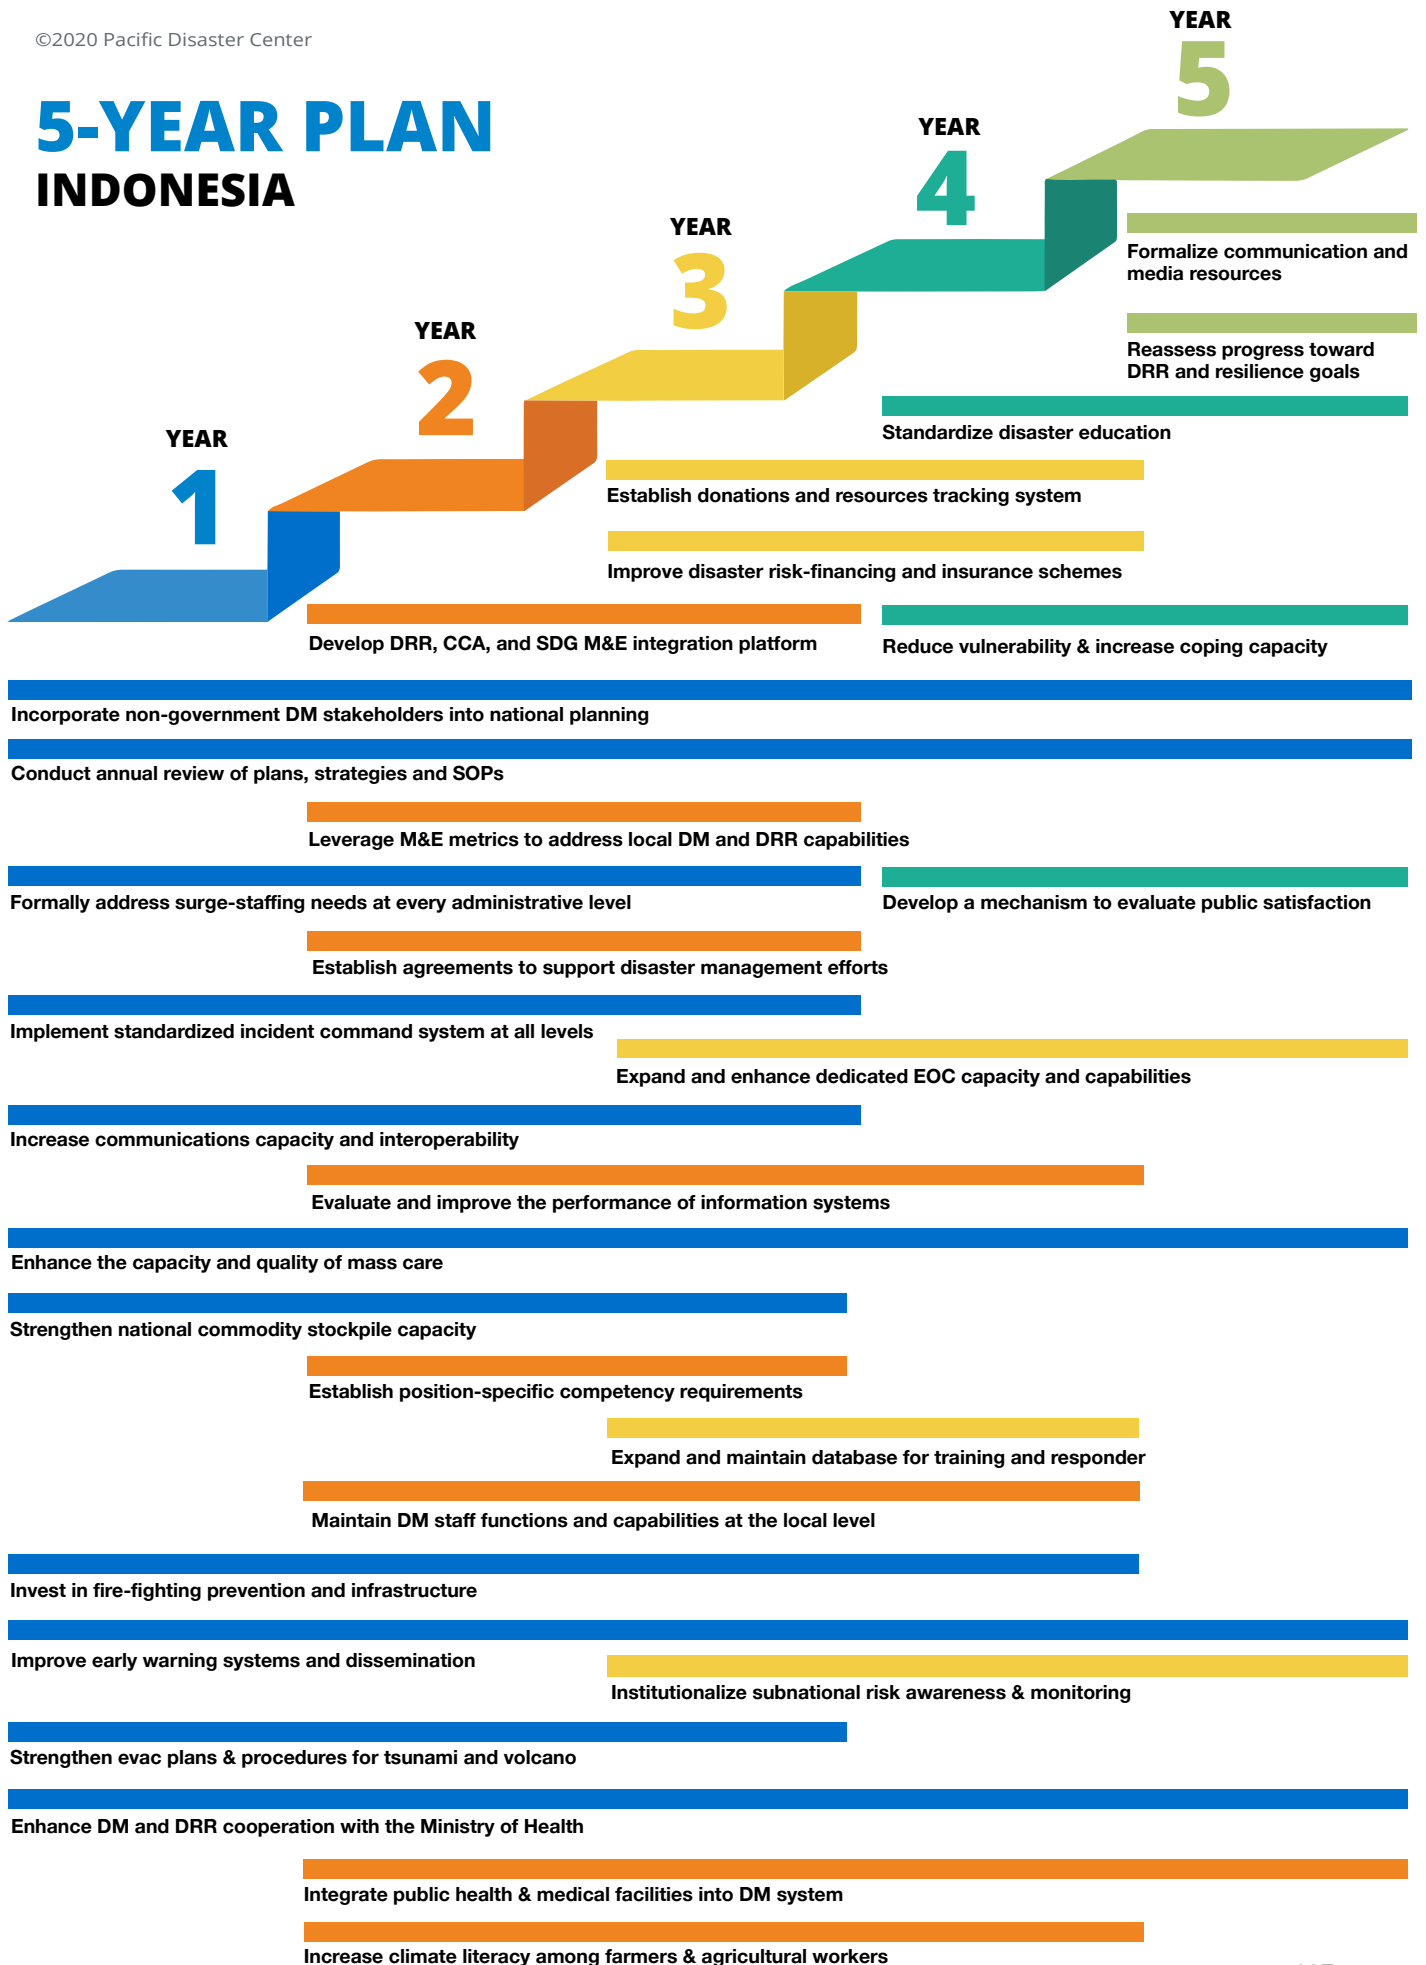 ©2020 Pacific Disaster Center
5-YEAR PLAN
INDONESIA
YEAR
1
YEAR
2
YEAR
3
YEAR
4
YEAR
5
Formalize communication and
media resources
Reassess progress toward
DRR and resilience goals
Standardize disaster education
Establish donations and resources tracking system
Improve disaster risk-financing and insurance schemes
Develop DRR, CCA, and SDG M&E integration platform
Reduce vulnerability & increase coping capacity
Incorporate non-government DM stakeholders into national planning
Conduct annual review of plans, strategies and SOPs
Leverage M&E metrics to address local DM and DRR capabilities
Formally address surge-staffing needs at every administrative level
Develop a mechanism to evaluate public satisfaction
Establish agreements to support disaster management efforts
Implement standardized incident command system at all levels
Expand and enhance dedicated EOC capacity and capabilities
Increase communications capacity and interoperability
Evaluate and improve the performance of information systems
Enhance the capacity and quality of mass care
Strengthen national commodity stockpile capacity
Establish position-specific competency requirements
Expand and maintain database for training and responder
Maintain DM staff functions and capabilities at the local level
Invest in fire-fighting prevention and infrastructure
Improve early warning systems and dissemination
Institutionalize subnational risk awareness & monitoring
Strengthen evac plans & procedures for tsunami and volcano
Enhance DM and DRR cooperation with the Ministry of Health
Integrate public health & medical facilities into DM system
Increase climate literacy among farmers & agricultural workers